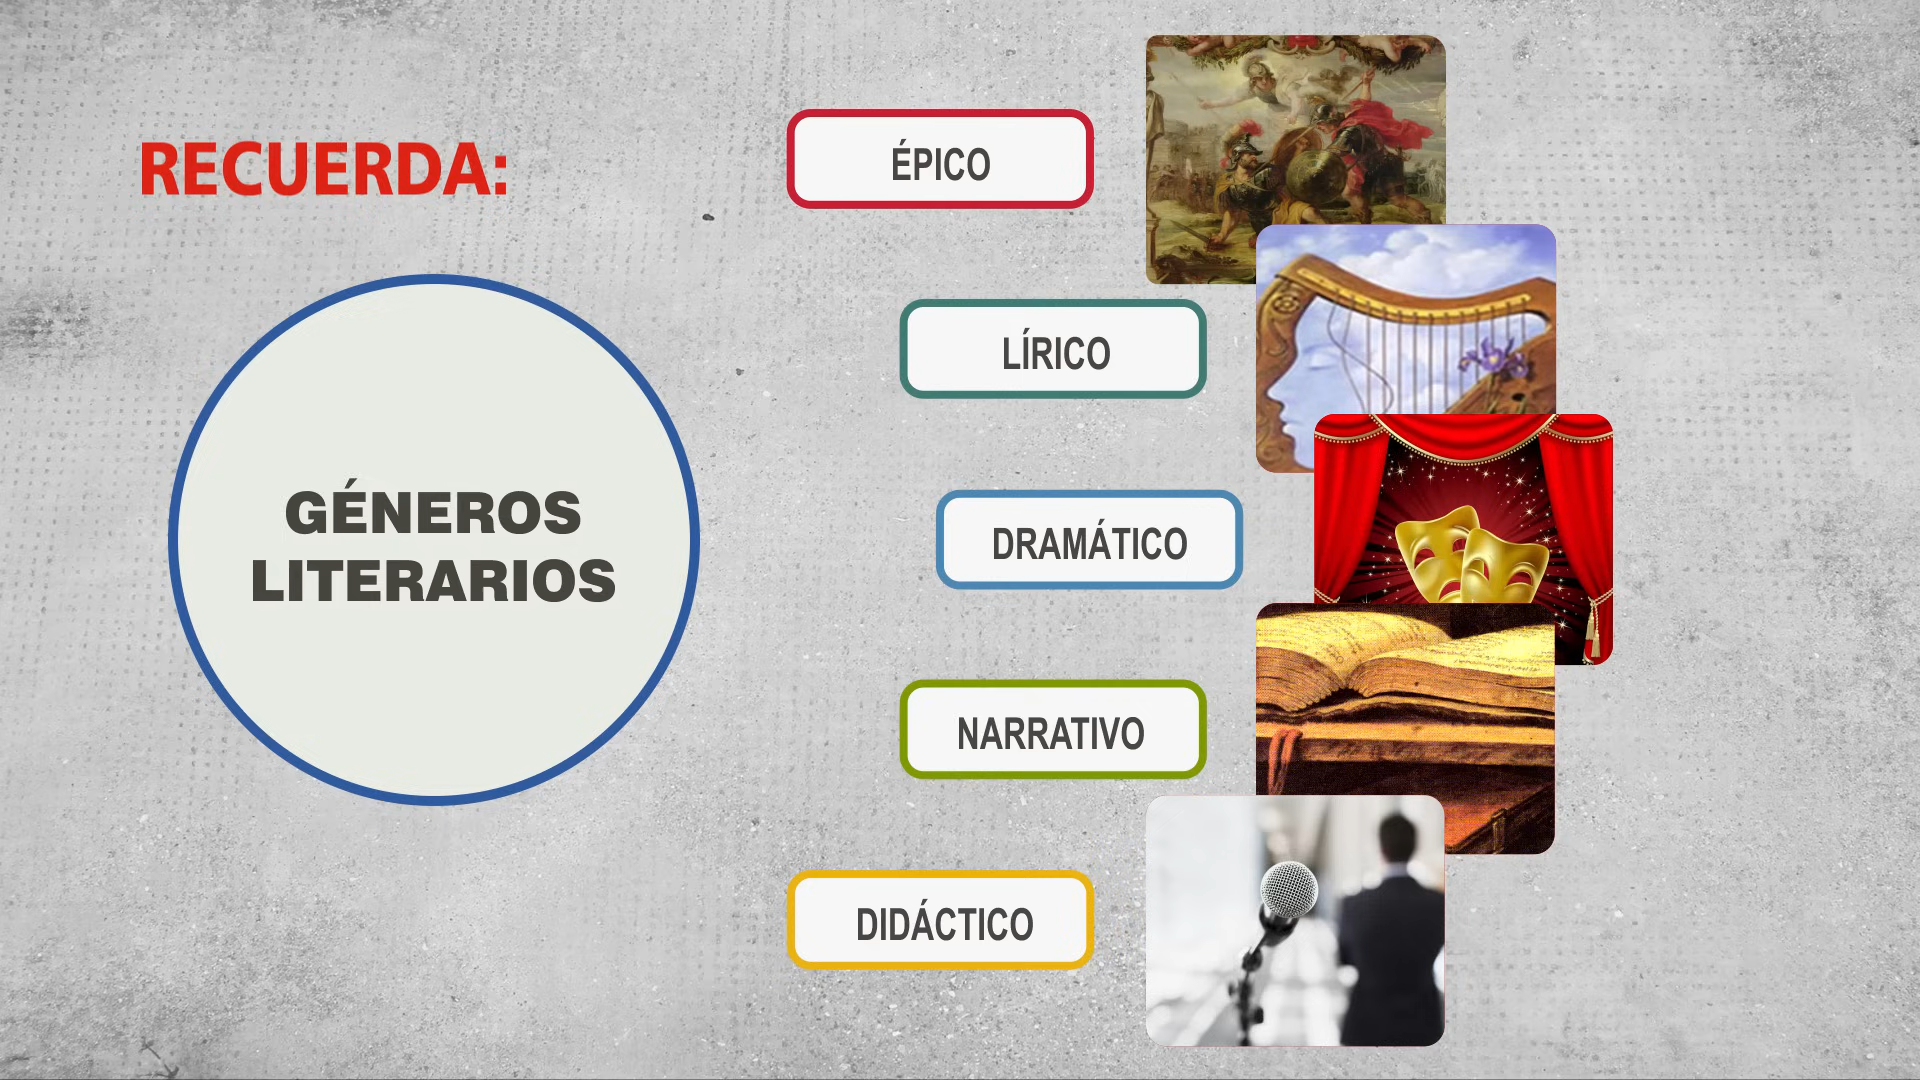 RECUERDA:
GÉNEROS
LITERARIOS
ÉPICO
LÍRICO
DRAMÁTICO
NARRATIVO
DIDÁCTICO